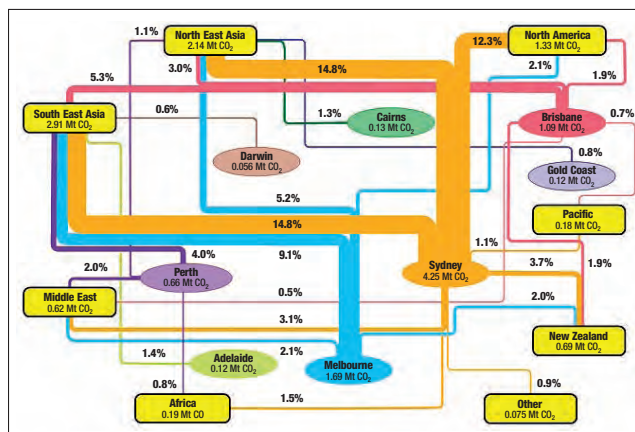 1.1%
North East Asia
2.14 Mt CO₂
12.3%
North America
1.33 Mt CO₂
5.3%
3.0%
14.8%
2.1%
1.9%
South East Asia
2.91 Mt CO₂
0.6%
1.3%
Cairns
0.13 Mt CO₂
Brisbane
1.09 Mt CO₂
0.7%
Darwin
0.056 Mt CO₂
0.8%
Gold Coast
0.12 Mt CO₂
5.2%
14.8%
Pacific
0.18 Mt CO₂
1.1%
4.0%
9.1%
2.0%
Perth
0.66 Mt CO₂
Sydney
4.25 Mt CO₂
3.7%
1.9%
Middle East
0.62 Mt CO₂
0.5%
2.0%
3.1%
New Zealand
0.69 Mt CO₂
1.4%
Adelaide
0.12 Mt CO₂
2.1%
Melbourne
1.69 Mt CO₂
0.8%
Africa
0.19 Mt CO
1.5%
0.9%
Other
0.075 Mt CO₂